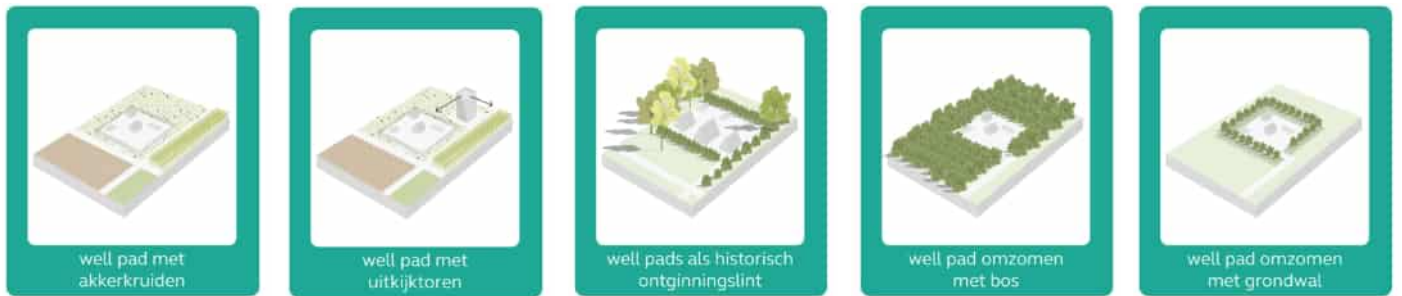 well pad met
akkerkruiden
well pad met
uitkijktoren
well pads als historisch
ontginningslint
well pad omzomen
met bos
well pad omzomen
met grondwal